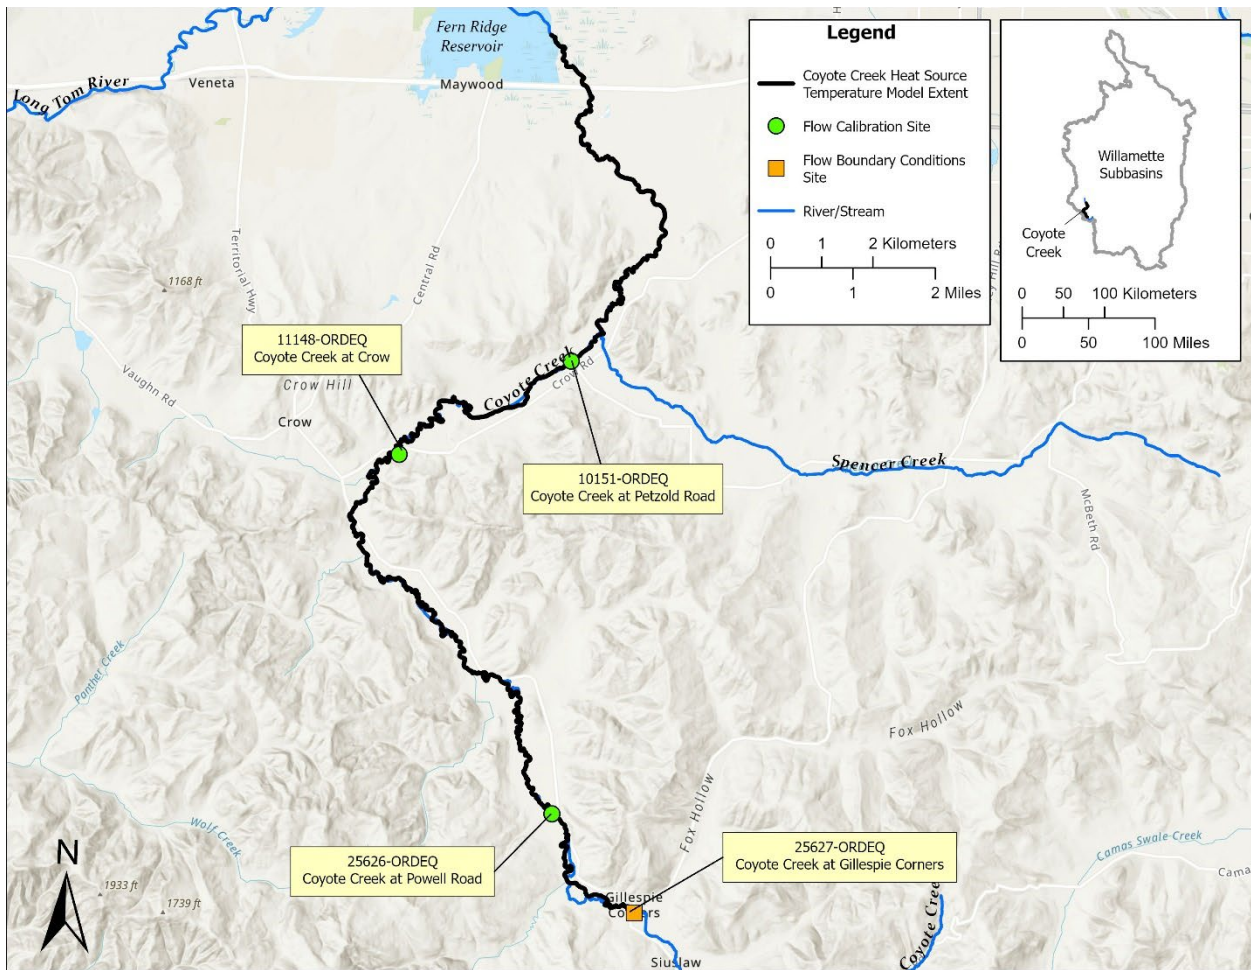 Fern Ridge
Reservoir
Veneta
Maywood
Long Tom River
Territorial Hwy
Central Rd
1168 ft
11148-ORDEQ
Coyote Creek at Crow
Crow Hill
Vaughn Rd
Crow
Coyote Creek
Crow Rd
10151-ORDEQ
Coyote Creek at Petzold Road
Spencer Creek
McBeth Rd
Panther Creek
Fox Hollow
Fox Hollow
Wolf Creek
25626-ORDEQ
Coyote Creek at Powell Road
25627-ORDEQ
Coyote Creek at Gillespie Corners
Camas Swale Creek
Cama
1933 ft
1739 ft
Gillespie
Corners
Coyote Cree
Siuslaw
N
Legend
Coyote Creek Heat Source
Temperature Model Extent
Flow Calibration Site
Flow Boundary Conditions
Site
River/Stream
0 1 2 Kilometers
0 1 2 Miles
Willamette
Subbasins
Coyote
Creek
0 50 100 Kilometers
0 50 100 Miles